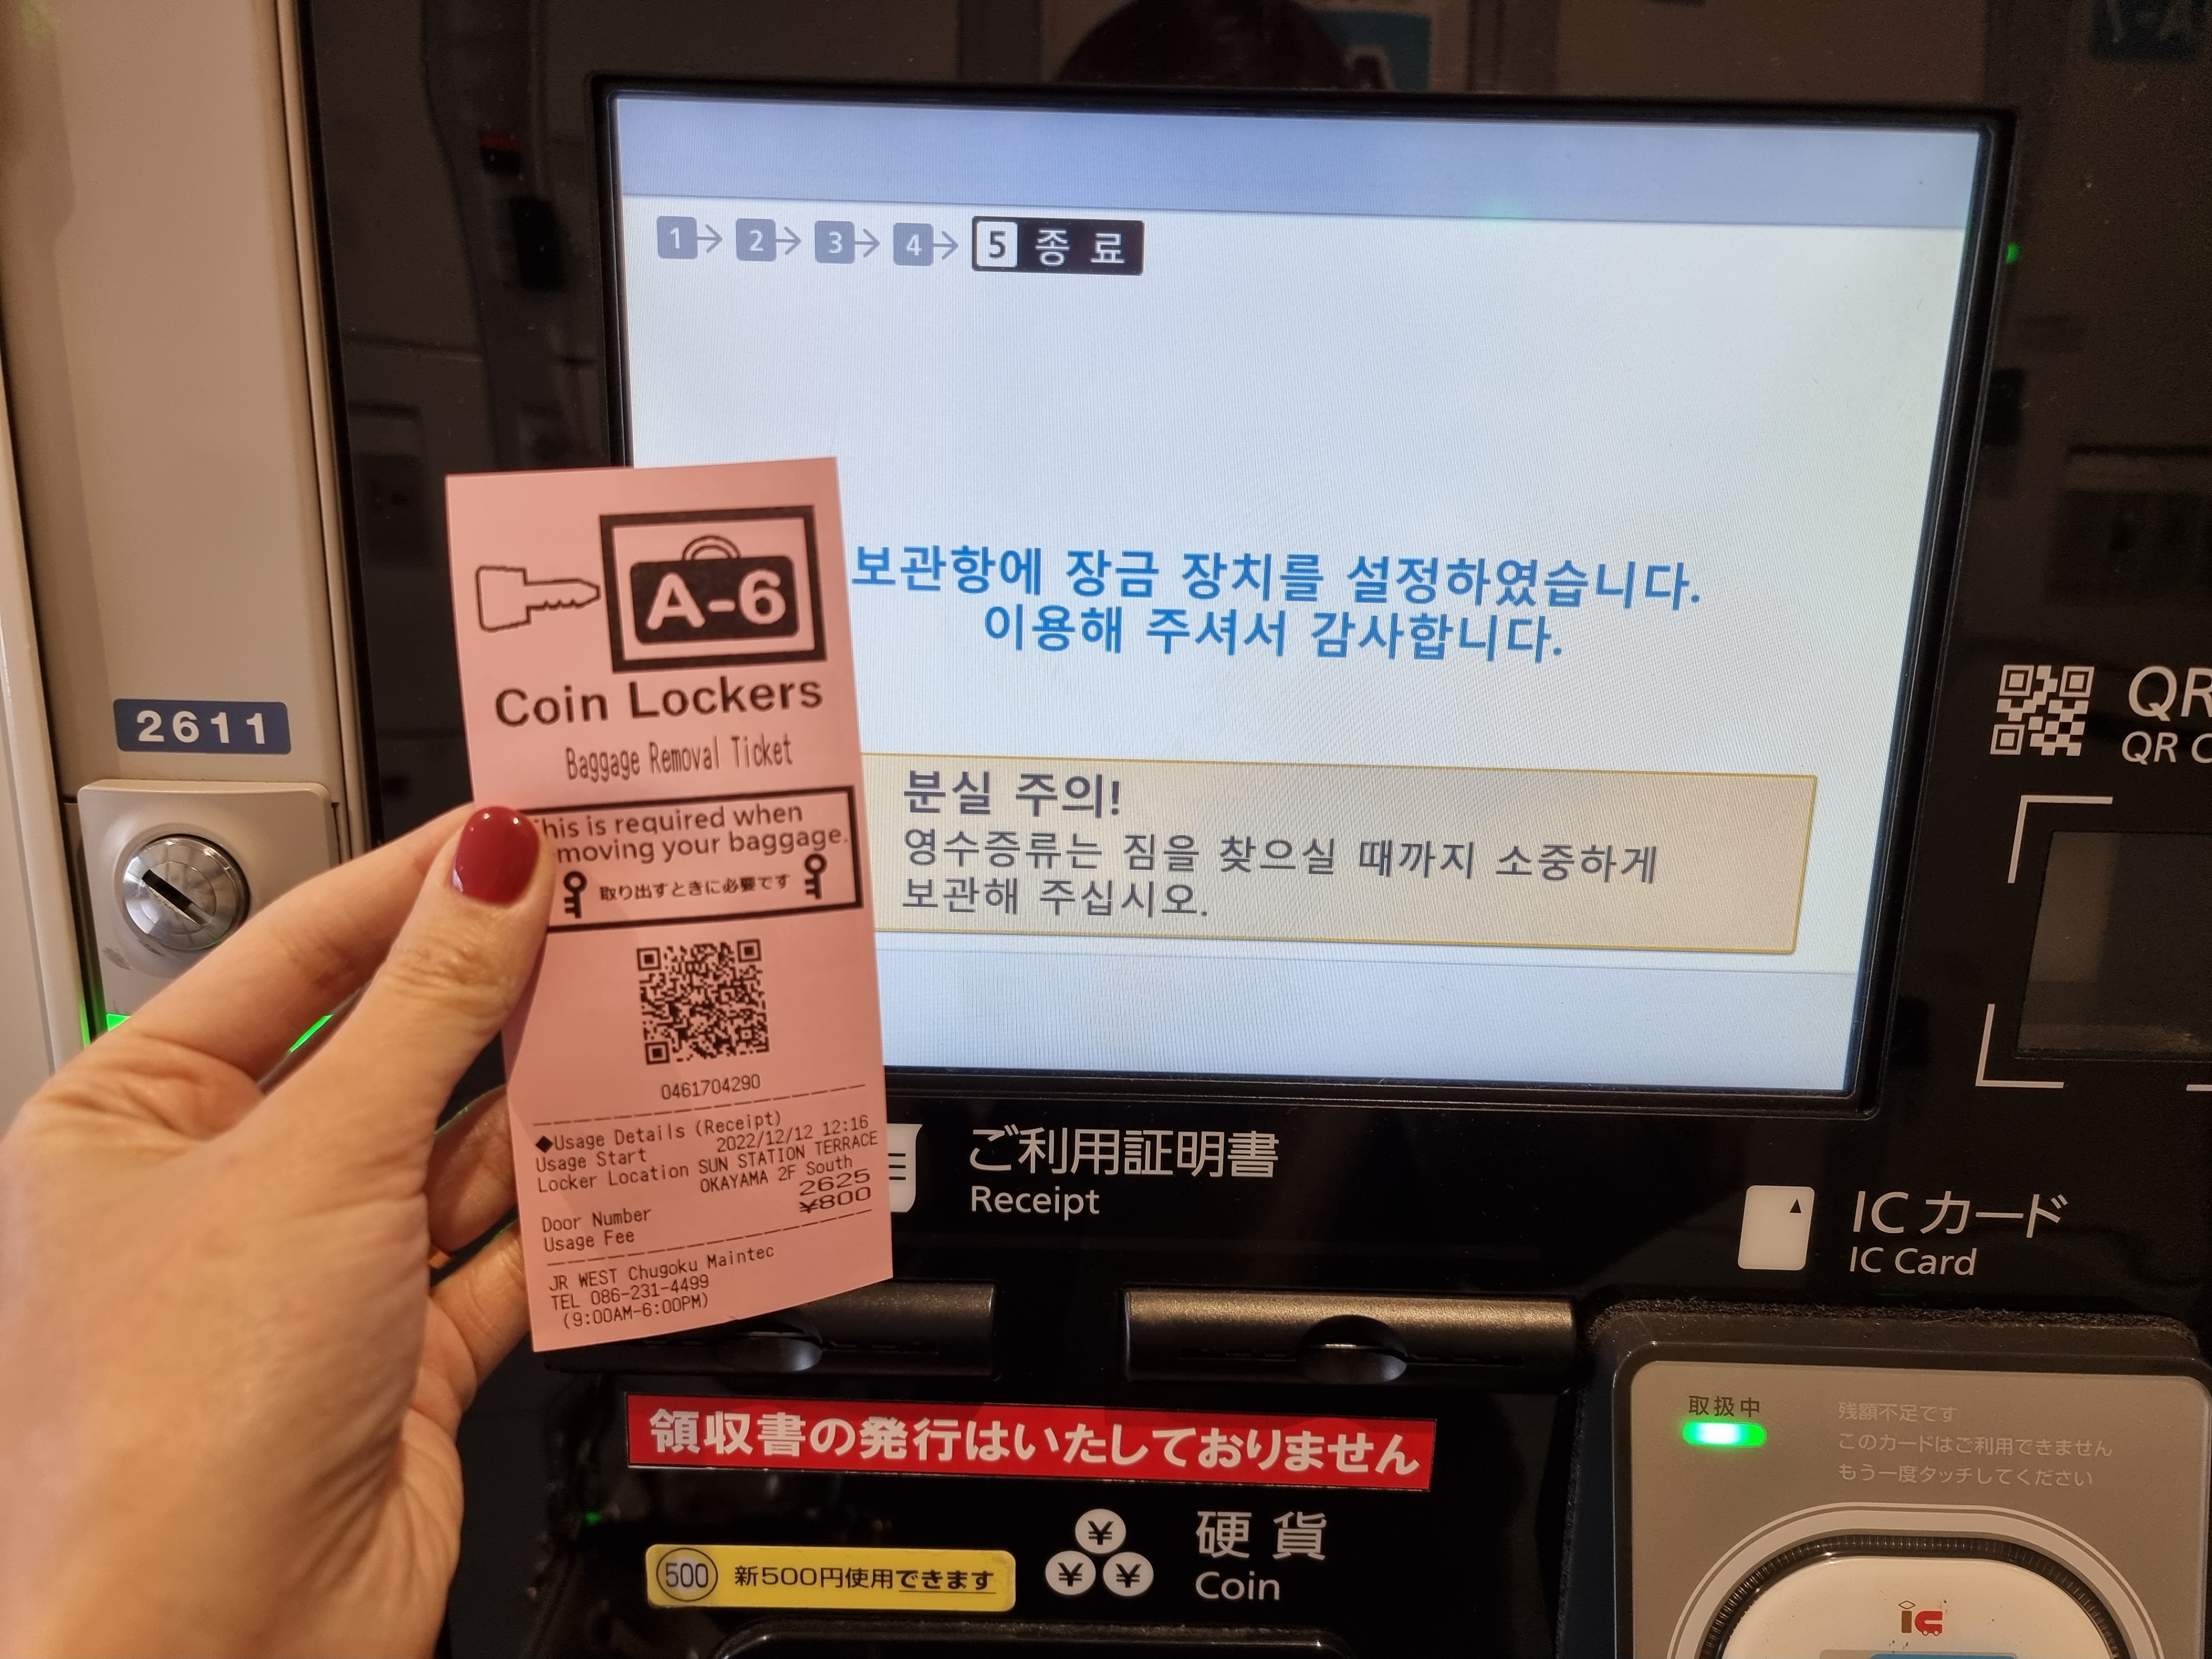 1 → 2 → 3 → 4 → 5 종료
보관항에 장금 장치를 설정하였습니다.
이용해 주셔서 감사합니다.
분실 주의!
영수증류는 짐을 찾으실 때까지 소중하게
보관해 주십시오.
2611
A-6
Coin Lockers
Baggage Removal Ticket
his is required when
moving your baggage.
取り出すときに必要です
0461704290
◆Usage Details (Receipt)
Usage Start 2022/12/12 12:16
Locker Location SUN STATION TERRACE
OKAYAMA 2F South
Door Number 2625
Usage Fee ¥800
JR WEST Chugoku Maintec
TEL 086-231-4499
(9:00AM-6:00PM)
QR
QR C
ご利用証明書
Receipt
ICカード
IC Card
領収書の発行はいたしておりません
500 新500円使用できます
¥
¥ ¥
硬貨
Coin
取扱中
残額不足です
このカードはご利用できません
もう一度タッチしてください
ic